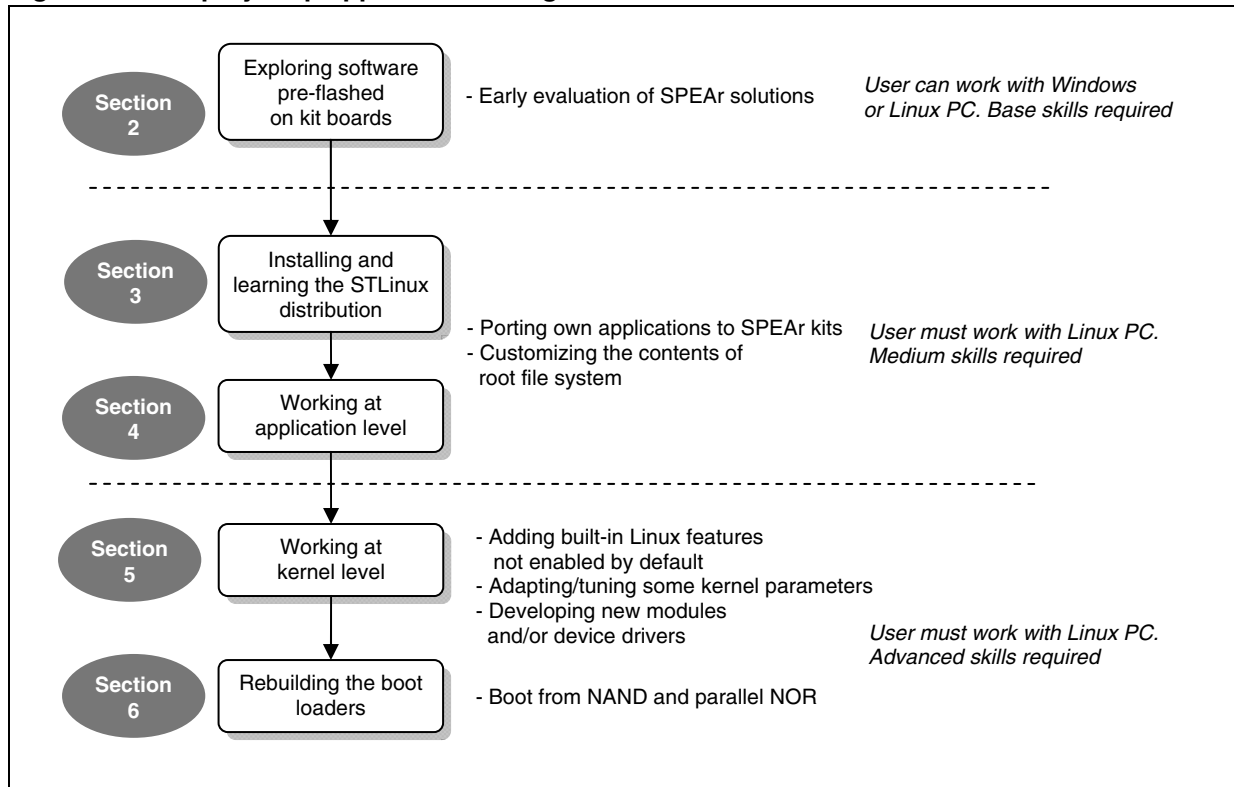 Section
2
Exploring software
pre-flashed
on kit boards
- Early evaluation of SPEAr solutions
User can work with Windows
or Linux PC. Base skills required
Section
3
Installing and
learning the STLinux
distribution
- Porting own applications to SPEAr kits
- Customizing the contents of
root file system
User must work with Linux PC.
Medium skills required
Section
4
Working at
application level
Section
5
Working at
kernel level
- Adding built-in Linux features
not enabled by default
- Adapting/tuning some kernel parameters
- Developing new modules
and/or device drivers
User must work with Linux PC.
Advanced skills required
Section
6
Rebuilding the boot
loaders
- Boot from NAND and parallel NOR